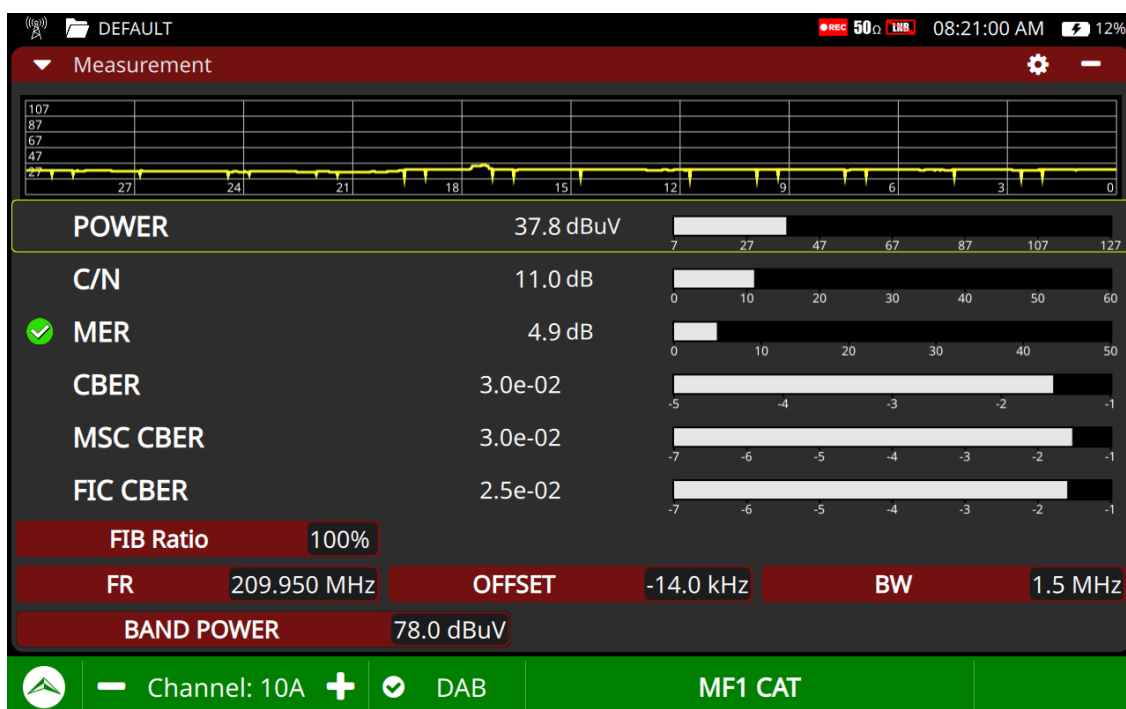 DEFAULT REC 50Ω LNB 08:21:00 AM 12%
Measurement
107
87
67
47
27
27 24 21 18 15 12 9 6 3 0
POWER 37.8 dBuV
7 27 47 67 87 107 127
C/N 11.0 dB
0 10 20 30 40 50 60
MER 4.9 dB
0 10 20 30 40 50
CBER 3.0e-02
-5 -4 -3 -2 -1
MSC CBER 3.0e-02
-7 -6 -5 -4 -3 -2 -1
FIC CBER 2.5e-02
-7 -6 -5 -4 -3 -2 -1
FIB Ratio 100%
FR 209.950 MHz OFFSET -14.0 kHz BW 1.5 MHz
BAND POWER 78.0 dBuV
Channel: 10A DAB MF1 CAT